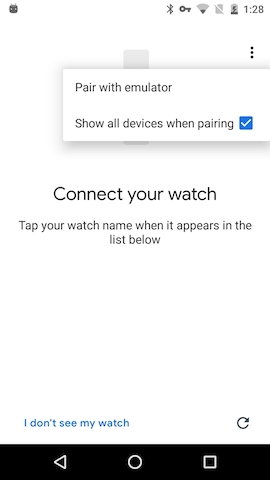 1:28
Pair with emulator
Show all devices when pairing
Connect your watch
Tap your watch name when it appears in the
list below
I don't see my watch